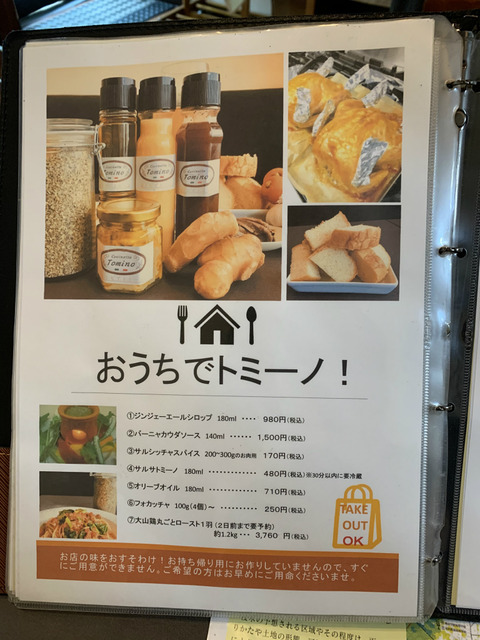 Cucinetta
Tomino
Cucinetta
Tomino
Cucinetta
Tomino
Cucinetta
Tomino
おうちでトミーノ！
①ジンジェーエールシロップ 180ml ････ 980円(税込)
②バーニャカウダソース 140ml ･･････ 1,500円(税込)
③サルシッチャスパイス 200~300gのお肉用 170円(税込)
④サルサトミーノ 180ml ･････････････ 480円(税込)※30分以内に要冷蔵
⑤オリーブオイル 180ml ･････････････ 710円(税込)
⑥フォカッチャ 100g(4個)～ ･･････････ 250円(税込)
⑦大山鶏丸ごとロースト1羽(2日前まで要予約)
約1.2kg･･･ 3,760 円(税込)
TAKE
OUT
OK
お店の味をおすそわけ！お持ち帰り用にお作りしていませんので、すぐ
にご用意ができません。ご希望の方はお早めにご用命くださいませ。